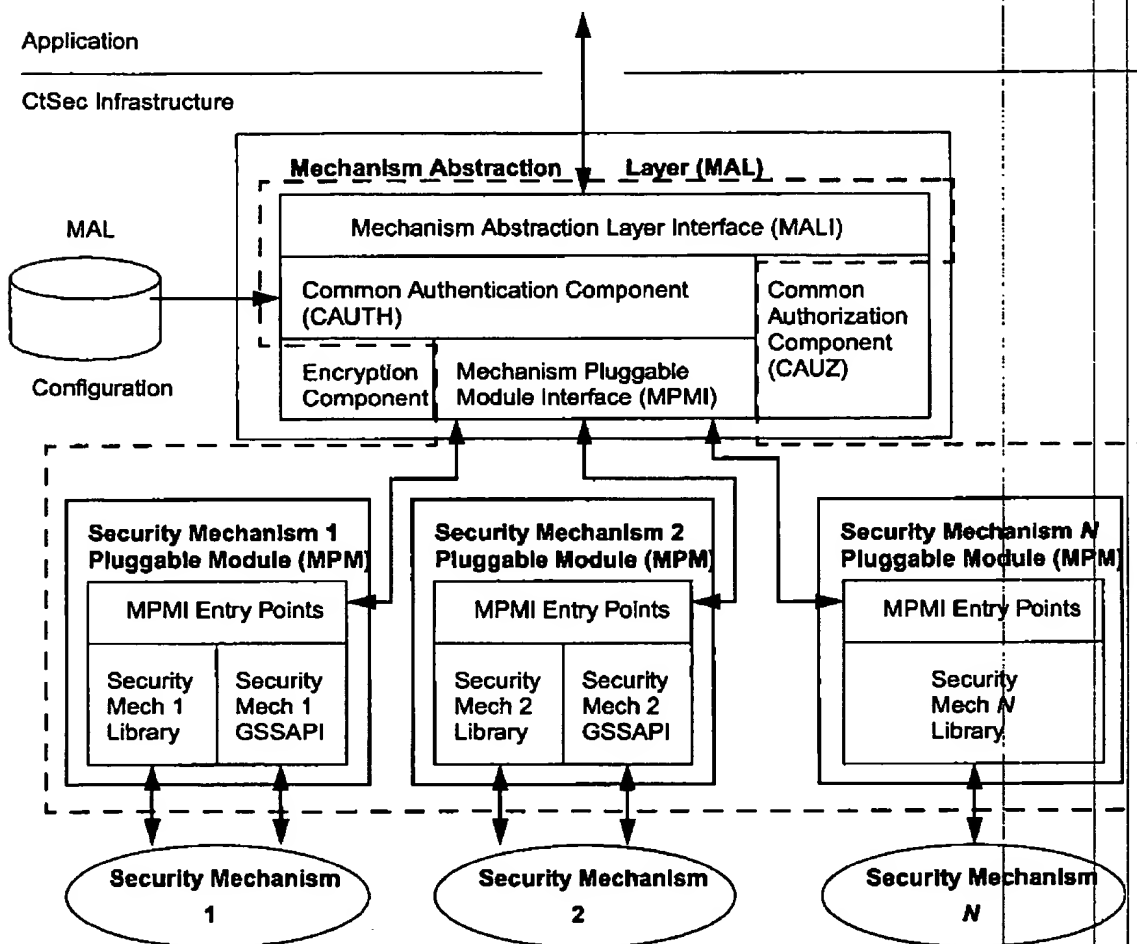 Application
CtSec Infrastructure
Mechanism Abstraction Layer (MAL)
Mechanism Abstraction Layer Interface (MALI)
MAL
Configuration
Common Authentication Component
(CAUTH)
Common
Authorization
Component
(CAUZ)
Encryption
Component
Mechanism Pluggable
Module Interface (MPMI)
Security Mechanism 1
Pluggable Module (MPM)
MPMI Entry Points
Security
Mech 1
Library
Security
Mech 1
GSSAPI
Security Mechanism 2
Pluggable Module (MPM)
MPMI Entry Points
Security
Mech 2
Library
Security
Mech 2
GSSAPI
Security Mechanism N
Pluggable Module (MPM)
MPMI Entry Points
Security
Mech N
Library
Security Mechanism
1
Security Mechanism
2
Security Mechanism
N